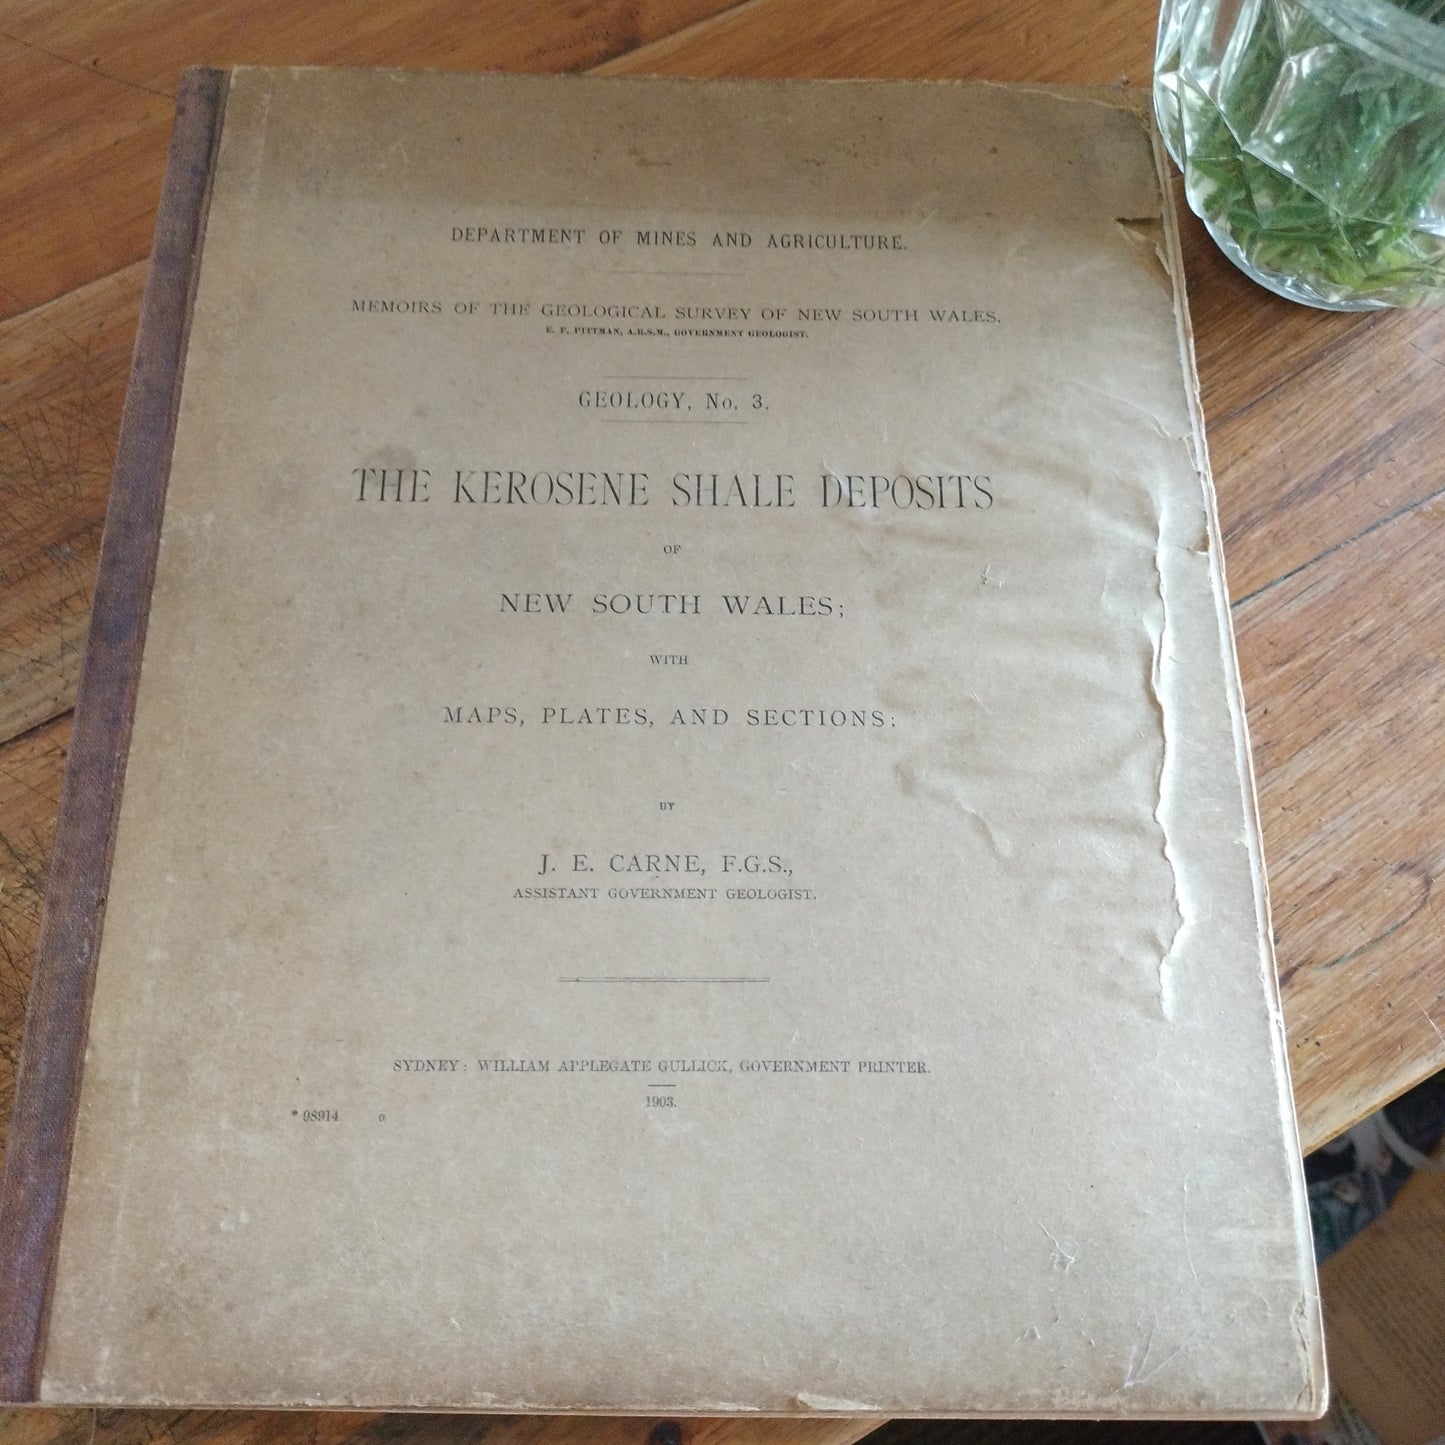 DEPARTMENT OF MINES AND AGRICULTURE.
MEMOIRS OF THE GEOLOGICAL SURVEY OF NEW SOUTH WALES,
E. F. PITTMAN, A.R.S.M., GOVERNMENT GEOLOGIST.
GEOLOGY, No. 3.
THE KEROSENE SHALE DEPOSITS
OF
NEW SOUTH WALES;
WITH
MAPS, PLATES, AND SECTIONS;
BY
J. E. CARNE, F.G.S.,
ASSISTANT GOVERNMENT GEOLOGIST.
SYDNEY: WILLIAM APPLEGATE GULLICK, GOVERNMENT PRINTER.
1903.
* 98914 a